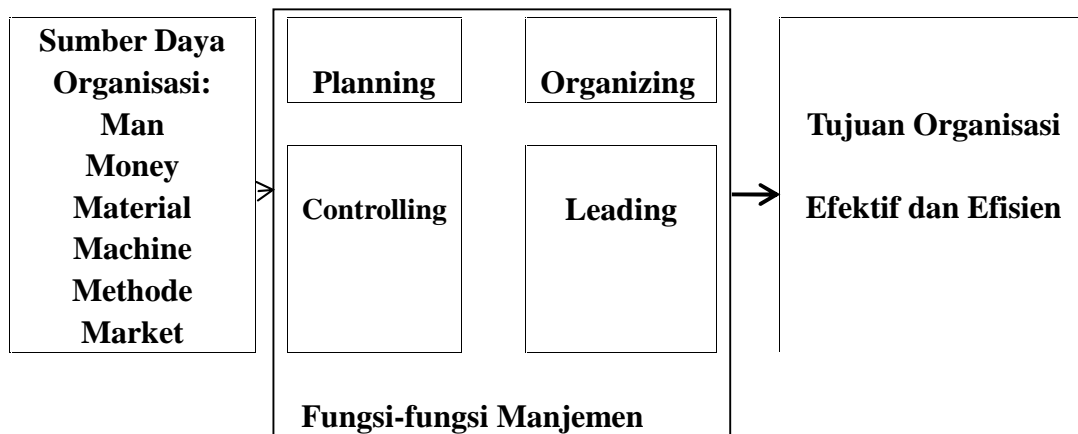 Sumber Daya
Organisasi:
Man
Money
Material
Machine
Methode
Market
Planning
Organizing
Controlling
Leading
Fungsi-fungsi Manjemen
Tujuan Organisasi
Efektif dan Efisien